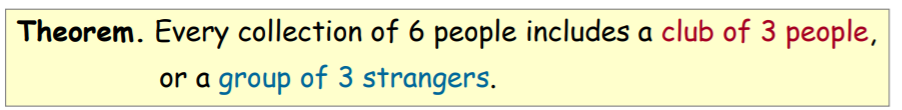 Theorem. Every collection of 6 people includes a club of 3 people,
or a group of 3 strangers.